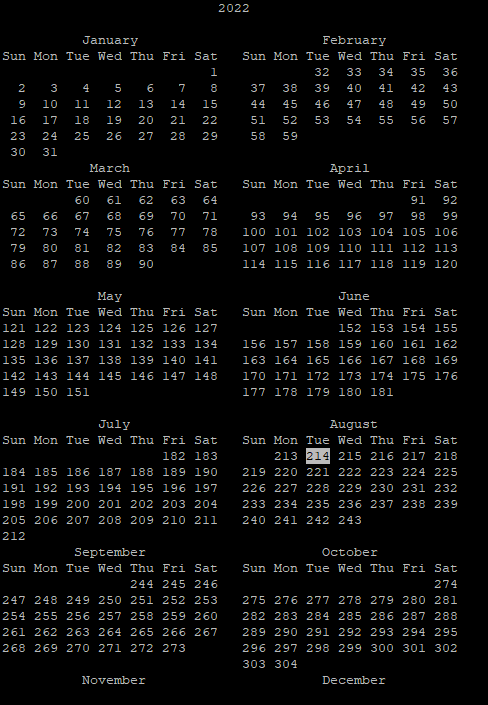 2022
January February
Sun Mon Tue Wed Thu Fri Sat Sun Mon Tue Wed Thu Fri Sat
1 32 33 34 35 36
2 3 4 5 6 7 8 37 38 39 40 41 42 43
9 10 11 12 13 14 15 44 45 46 47 48 49 50
16 17 18 19 20 21 22 51 52 53 54 55 56 57
23 24 25 26 27 28 29 58 59
30 31
March April
Sun Mon Tue Wed Thu Fri Sat Sun Mon Tue Wed Thu Fri Sat
60 61 62 63 64 91 92
65 66 67 68 69 70 71 93 94 95 96 97 98 99
72 73 74 75 76 77 78 100 101 102 103 104 105 106
79 80 81 82 83 84 85 107 108 109 110 111 112 113
86 87 88 89 90 114 115 116 117 118 119 120
May June
Sun Mon Tue Wed Thu Fri Sat Sun Mon Tue Wed Thu Fri Sat
121 122 123 124 125 126 127 152 153 154 155
128 129 130 131 132 133 134 156 157 158 159 160 161 162
135 136 137 138 139 140 141 163 164 165 166 167 168 169
142 143 144 145 146 147 148 170 171 172 173 174 175 176
149 150 151 177 178 179 180 181
July August
Sun Mon Tue Wed Thu Fri Sat Sun Mon Tue Wed Thu Fri Sat
182 183 213 214 215 216 217 218
184 185 186 187 188 189 190 219 220 221 222 223 224 225
191 192 193 194 195 196 197 226 227 228 229 230 231 232
198 199 200 201 202 203 204 233 234 235 236 237 238 239
205 206 207 208 209 210 211 240 241 242 243
212
September October
Sun Mon Tue Wed Thu Fri Sat Sun Mon Tue Wed Thu Fri Sat
244 245 246 274
247 248 249 250 251 252 253 275 276 277 278 279 280 281
254 255 256 257 258 259 260 282 283 284 285 286 287 288
261 262 263 264 265 266 267 289 290 291 292 293 294 295
268 269 270 271 272 273 296 297 298 299 300 301 302
303 304
November December